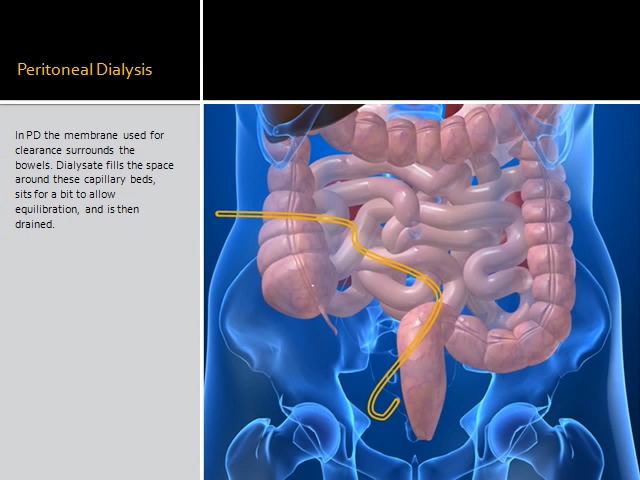 Peritoneal Dialysis
In PD the membrane used for
clearance surrounds the
bowels. Dialysate fills the space
around these capillary beds,
sits for a bit to allow
equilibration, and is then
drained.